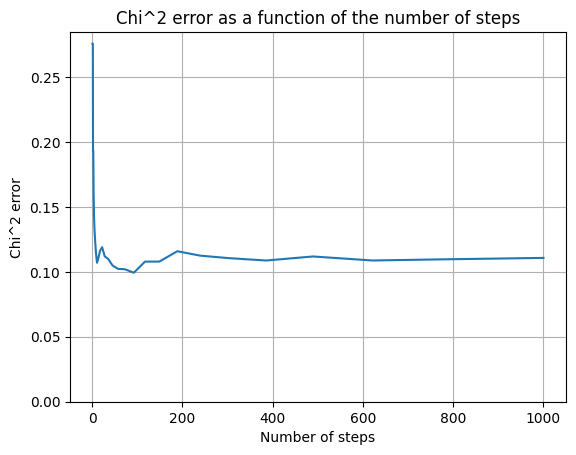 Chi^2 error as a function of the number of steps
Chi^2 error
0.25
0.20
0.15
0.10
0.05
0.00
0 200 400 600 800 1000
Number of steps